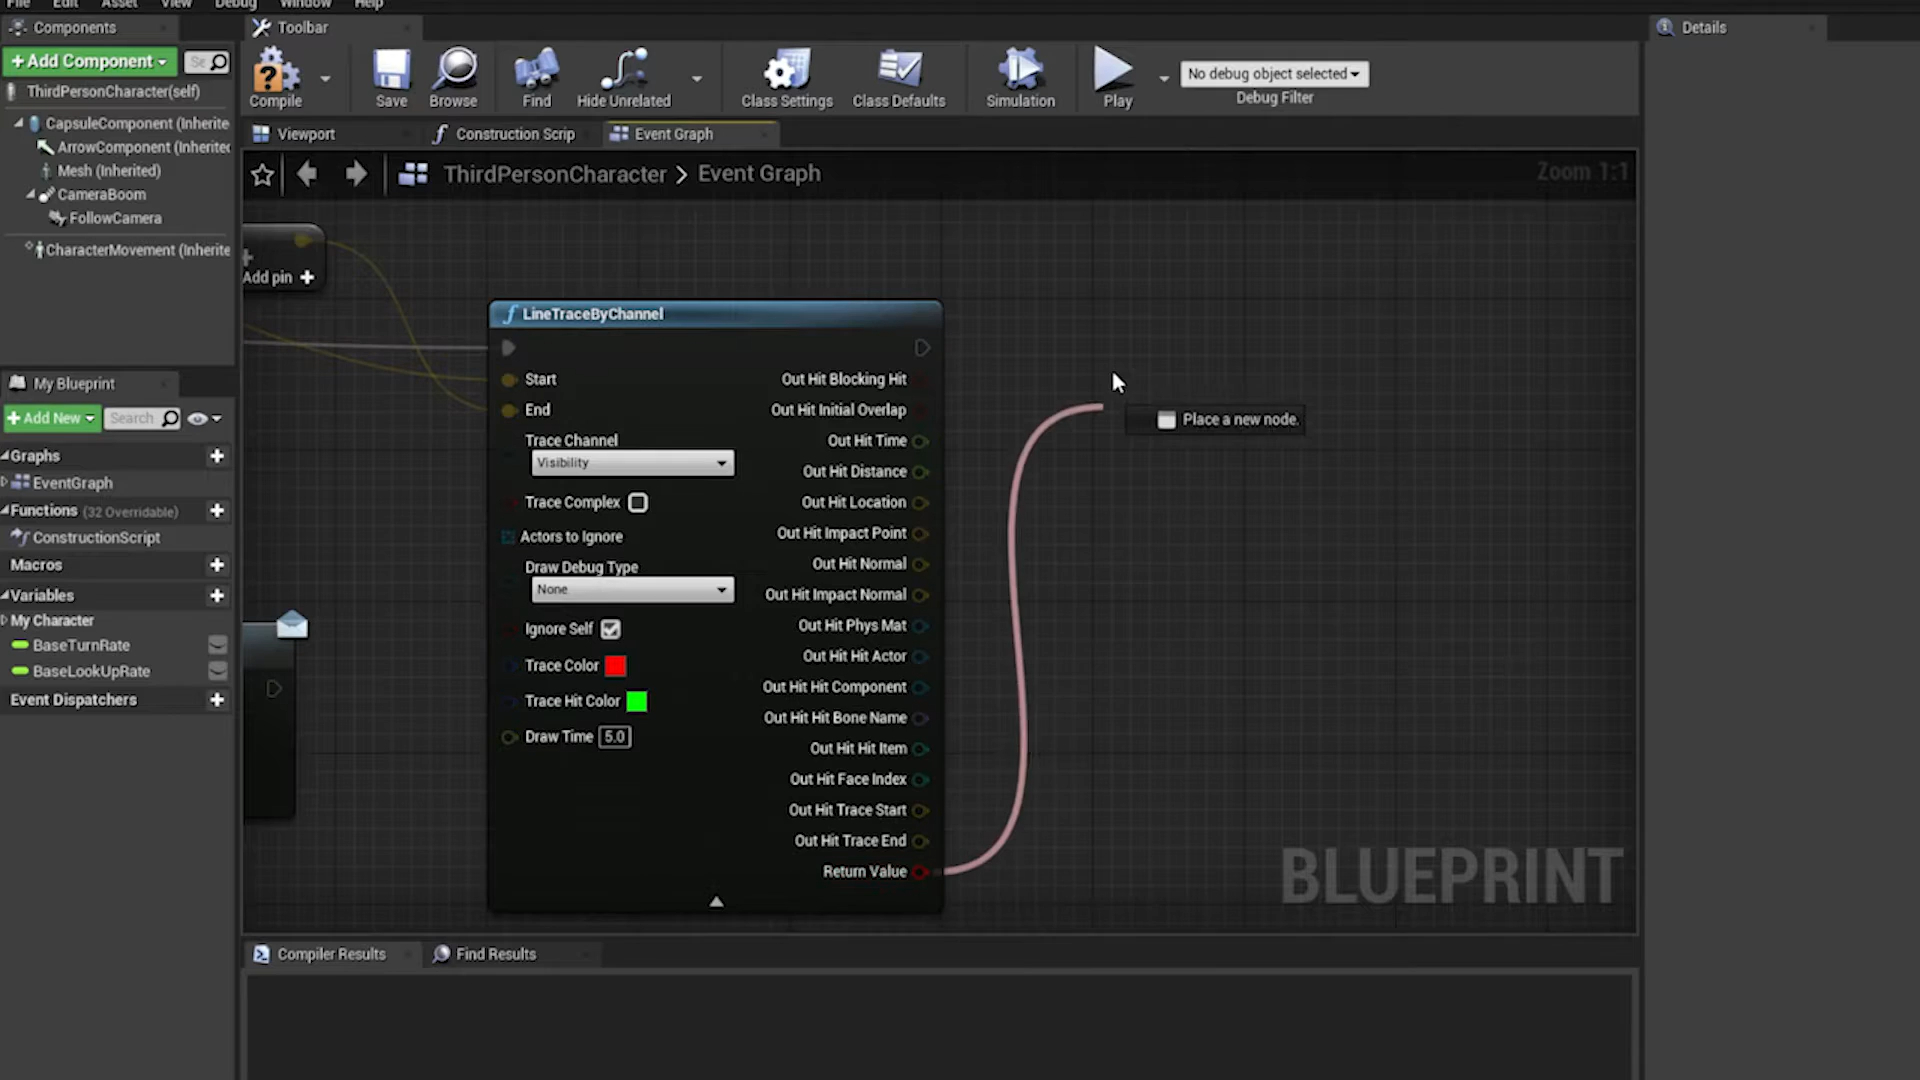 File Edit Asset View Debug Window Help
Components
Toolbar
Details
+ Add Component
Se
ThirdPersonCharacter(self)
CapsuleComponent (Inherite
ArrowComponent (Inherited
Mesh (Inherited)
CameraBoom
FollowCamera
CharacterMovement (Inherite
Compile
Save
Browse
Find
Hide Unrelated
Class Settings
Class Defaults
Simulation
Play
No debug object selected
Debug Filter
Viewport
Construction Scrip
Event Graph
ThirdPersonCharacter > Event Graph
Zoom 1:1
Add pin +
LineTraceByChannel
Start
End
Trace Channel
Visibility
Trace Complex
Actors to Ignore
Draw Debug Type
None
Ignore Self
Trace Color
Trace Hit Color
Draw Time 5.0
Out Hit Blocking Hit
Out Hit Initial Overlap
Out Hit Time
Out Hit Distance
Out Hit Location
Out Hit Impact Point
Out Hit Normal
Out Hit Impact Normal
Out Hit Phys Mat
Out Hit Hit Actor
Out Hit Hit Component
Out Hit Hit Bone Name
Out Hit Hit Item
Out Hit Face Index
Out Hit Trace Start
Out Hit Trace End
Return Value
Place a new node.
BLUEPRINT
My Blueprint
+ Add New
Search
Graphs
EventGraph
Functions (32 Overridable)
ConstructionScript
Macros
Variables
My Character
BaseTurnRate
BaseLookUpRate
Event Dispatchers
Compiler Results
Find Results